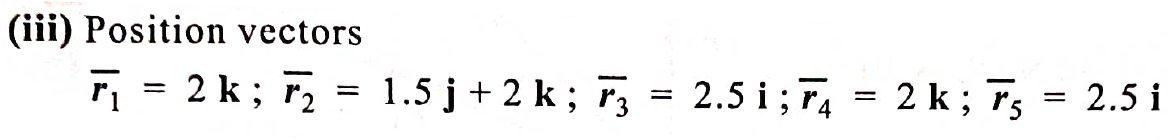 (iii) Position vectors
r̅₁ = 2 k ; r̅₂ = 1.5 j + 2 k ; r̅₃ = 2.5 i ; r̅₄ = 2 k ; r̅₅ = 2.5 i